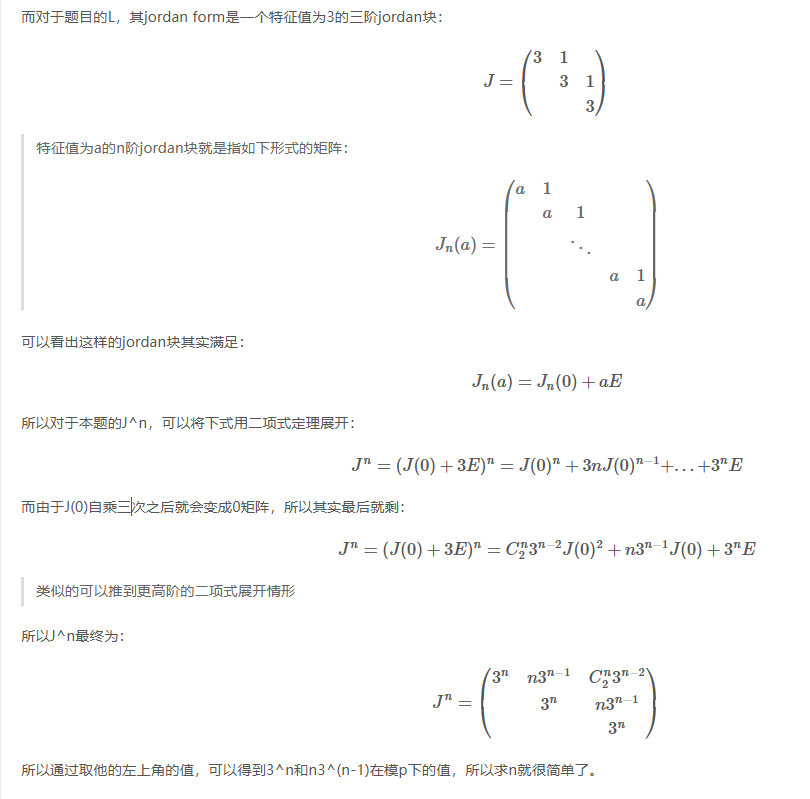 而对于题目的L，其jordan form是一个特征值为3的三阶jordan块：
J = \begin{pmatrix} 3 & 1 & \\ & 3 & 1 \\ & & 3 \end{pmatrix}
特征值为a的n阶jordan块就是指如下形式的矩阵：
J_n(a) = \begin{pmatrix} a & 1 & & & \\ & a & 1 & & \\ & & \ddots & & \\ & & & a & 1 \\ & & & & a \end{pmatrix}
可以看出这样的jordan块其实满足：
J_n(a) = J_n(0) + aE
所以对于本题的J^n，可以将下式用二项式定理展开：
J^n = (J(0) + 3E)^n = J(0)^n + 3nJ(0)^{n-1} + \ldots + 3^nE
而由于J(0)自乘三次之后就会变成0矩阵，所以其实最后就剩：
J^n = (J(0) + 3E)^n = C_2^n 3^{n-2}J(0)^2 + n3^{n-1}J(0) + 3^nE
类似的可以推到更高阶的二项式展开情形
所以J^n最终为：
J^n = \begin{pmatrix} 3^n & n3^{n-1} & C_2^n 3^{n-2} \\ & 3^n & n3^{n-1} \\ & & 3^n \end{pmatrix}
所以通过取他的左上角的值，可以得到3^n和n3^(n-1)在模p下的值，所以求n就很简单了。